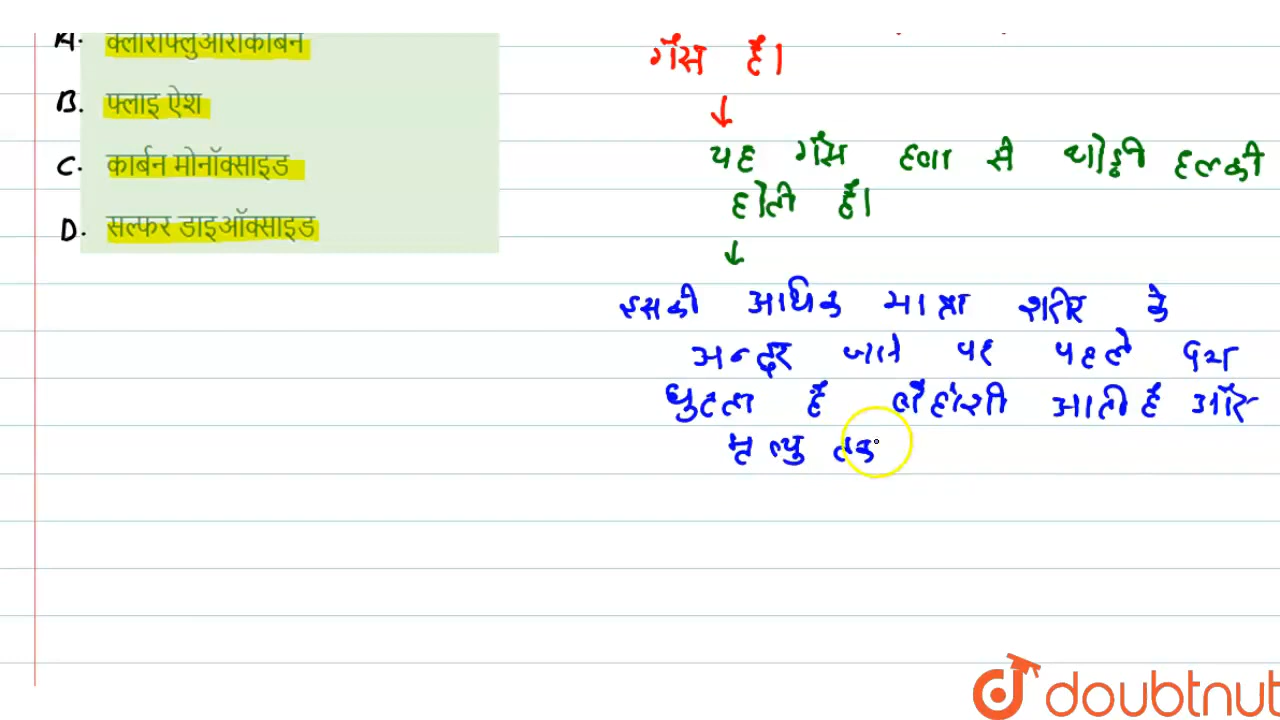 A. क्लोरोफ्लुओरोकार्बन
B. फ्लाइ ऐश
C. कार्बन मोनॉक्साइड
D. सल्फर डाइऑक्साइड
गैस है।
↓
यह गैस हवा से थोड़ी हलकी
होती है।
↓
इसकी अधिक मात्रा शरीर के
अन्दर जाने पर पहले दम
घुटता है बेहोशी आती है और
मृत्यु तक
doubtnut